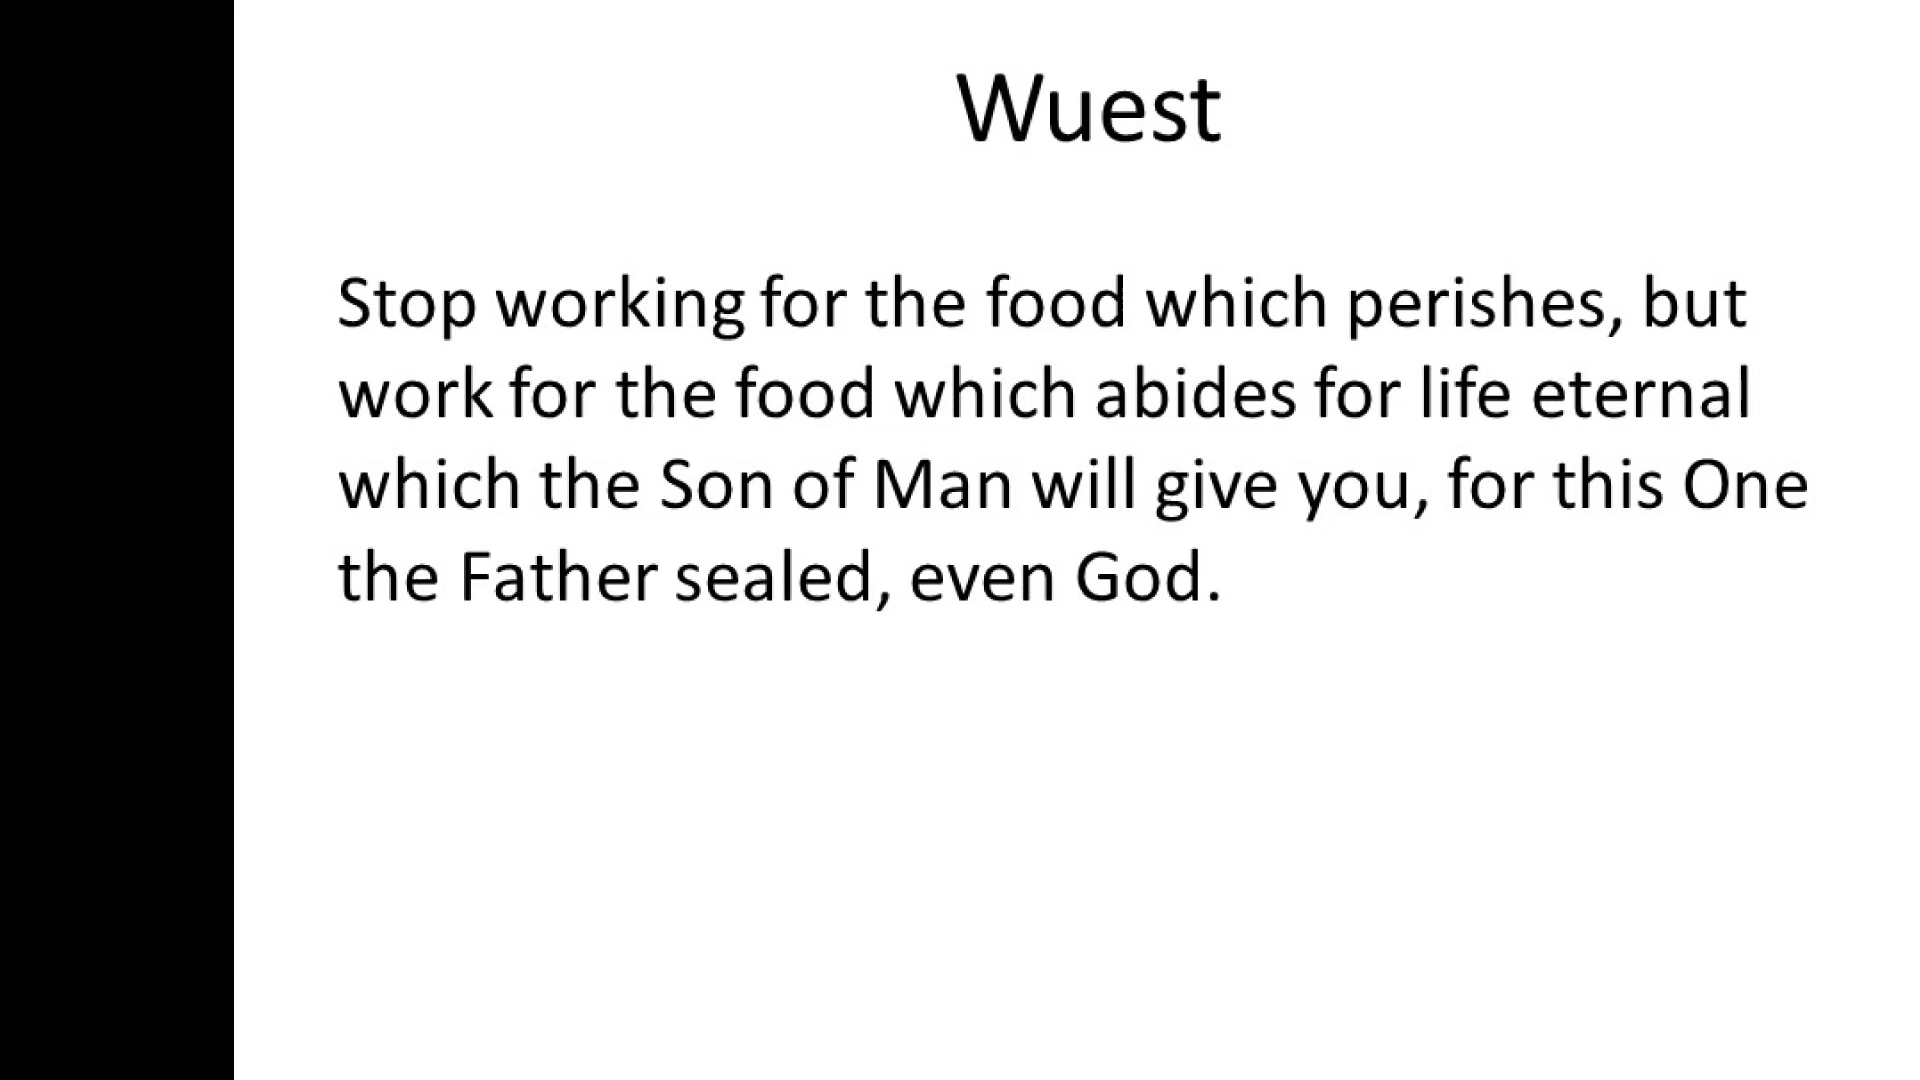 Wuest
Stop working for the food which perishes, but
work for the food which abides for life eternal
which the Son of Man will give you, for this One
the Father sealed, even God.